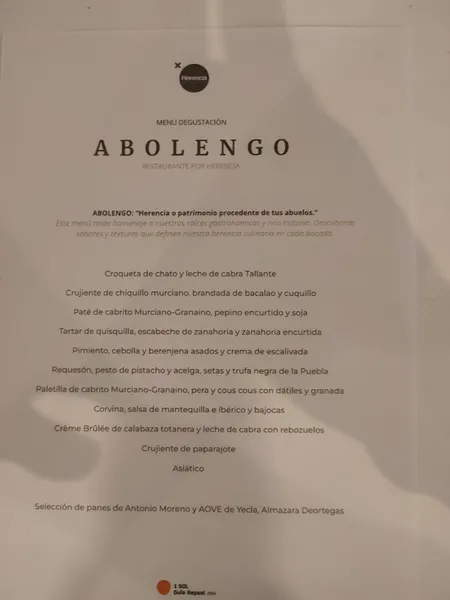 Herencia
MENÚ DEGUSTACIÓN
ABOLENGO
RESTAURANTE POR HERENCIA
ABOLENGO: "Herencia o patrimonio procedente de tus abuelos."
Este menú rinde homenaje a nuestras raíces gastronómicas y rica historia. Descubrirás
sabores y texturas que definen nuestra herencia culinaria en cada bocado.
Croqueta de chato y leche de cabra Tallante
Crujiente de chiquillo murciano, brandada de bacalao y cuquillo
Paté de cabrito Murciano-Granaino, pepino encurtido y soja
Tartar de quisquilla, escabeche de zanahoria y zanahoria encurtida
Pimiento, cebolla y berenjena asados y crema de escalivada
Requesón, pesto de pistacho y acelga, setas y trufa negra de la Puebla
Paletilla de cabrito Murciano-Granaino, pera y cous cous con dátiles y granada
Corvina, salsa de mantequilla e ibérico y bajocas
Crème Brûlée de calabaza totanera y leche de cabra con rebozuelos
Crujiente de paparajote
Asiático
Selección de panes de Antonio Moreno y AOVE de Yecla, Almazara Deortegas
1 SOL
Guía Repsol 2024